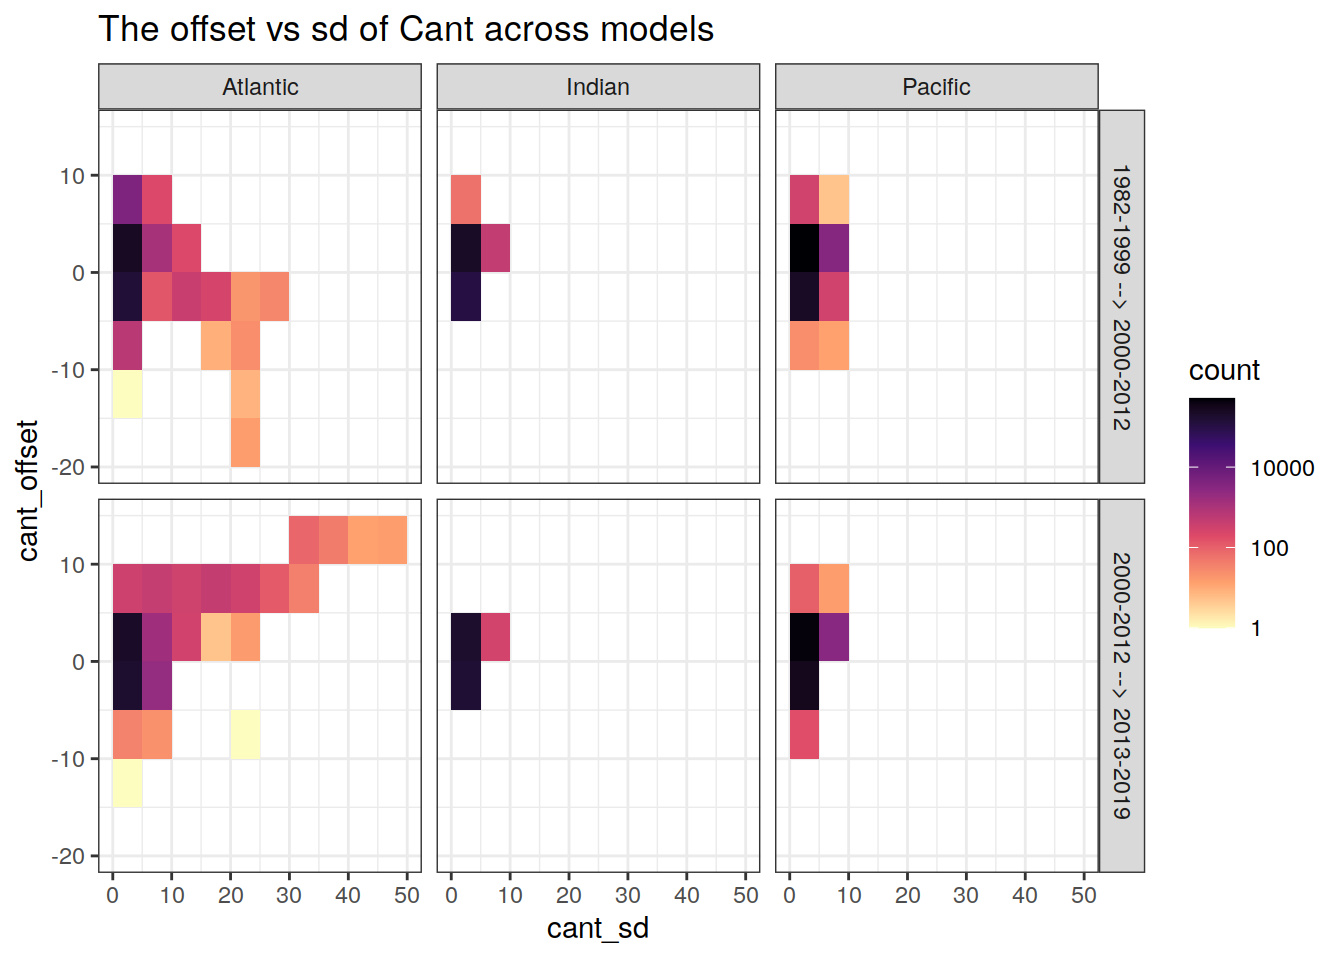 The offset vs sd of Cant across models
Atlantic
Indian
Pacific
10
0
-10
-20
1982-1999 --> 2000-2012
10
0
-10
-20
2000-2012 --> 2013-2019
cant_offset
0 10 20 30 40 50
0 10 20 30 40 50
0 10 20 30 40 50
cant_sd
count
10000
100
1